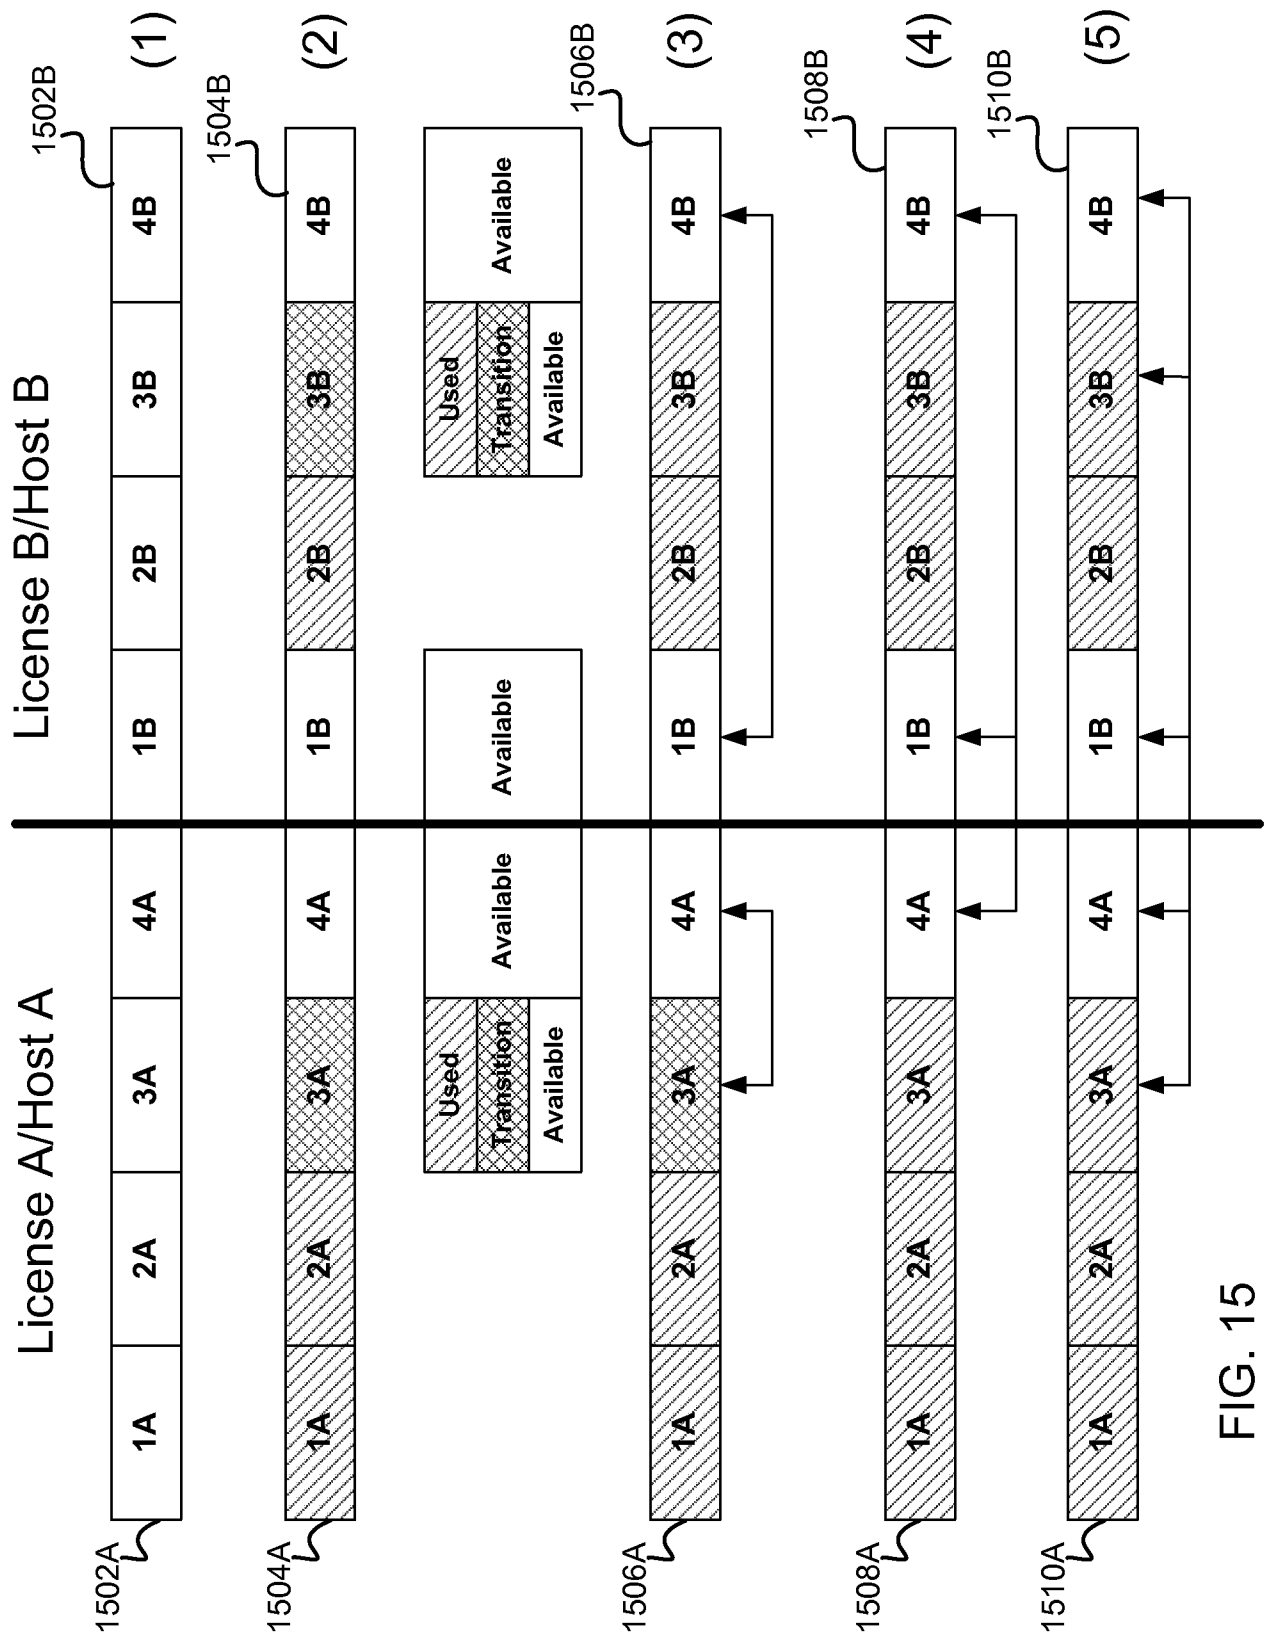 License A/Host A
License B/Host B
1502A
1A
2A
3A
4A
1B
2B
3B
4B
1502B
(1)
1504A
1A
2A
3A
4A
1B
2B
3B
4B
1504B
(2)
Used
Transition
Available
Available
Available
Used
Transition
Available
Available
1506A
1A
2A
3A
4A
1B
2B
3B
4B
1506B
(3)
1508A
1A
2A
3A
4A
1B
2B
3B
4B
1508B
(4)
1510A
1A
2A
3A
4A
1B
2B
3B
4B
1510B
(5)
FIG. 15